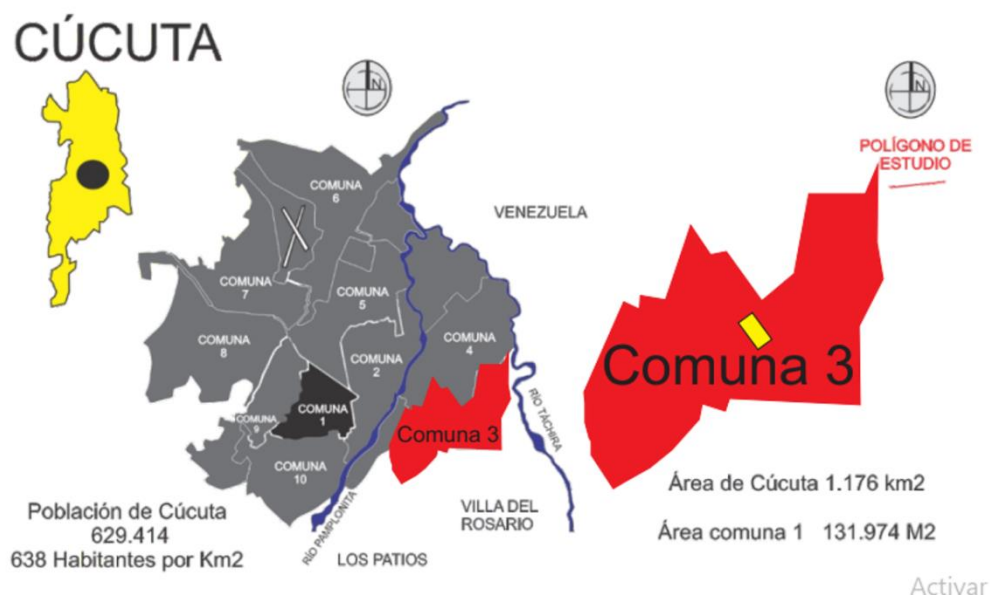 CÚCUTA
N
N
POLÍGONO DE
ESTUDIO
COMUNA
6
VENEZUELA
COMUNA
7
COMUNA
5
COMUNA
8
COMUNA
4
COMUNA
2
Comuna 3
COMUNA
1
COMUNA
9
RÍO TÁCHIRA
Comuna 3
COMUNA
10
Área de Cúcuta 1.176 km2
Población de Cúcuta
629.414
638 Habitantes por Km2
VILLA DEL
ROSARIO
RÍO PAMPLONITA
LOS PATIOS
Área comuna 1 131.974 M2
Activar